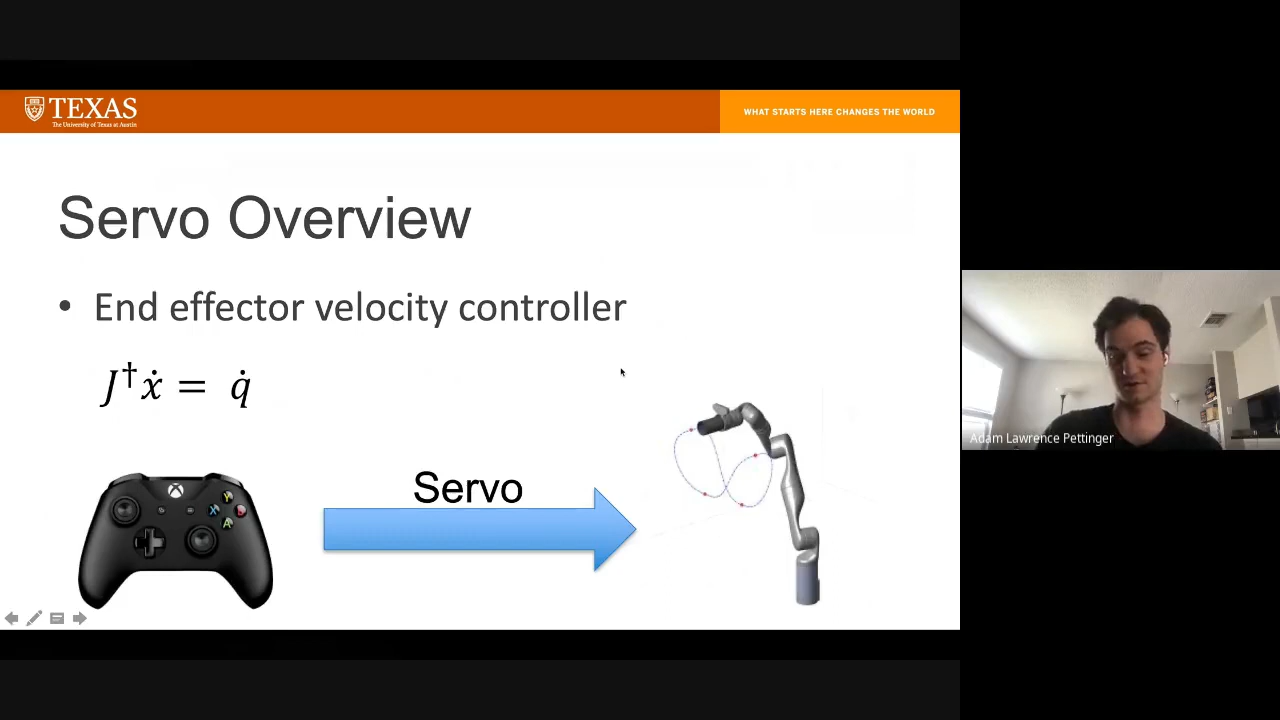 TEXAS
The University of Texas at Austin
WHAT STARTS HERE CHANGES THE WORLD
Servo Overview
• End effector velocity controller
J†ẋ = q̇
Servo
Y
X
B
A
Adam Lawrence Pettinger